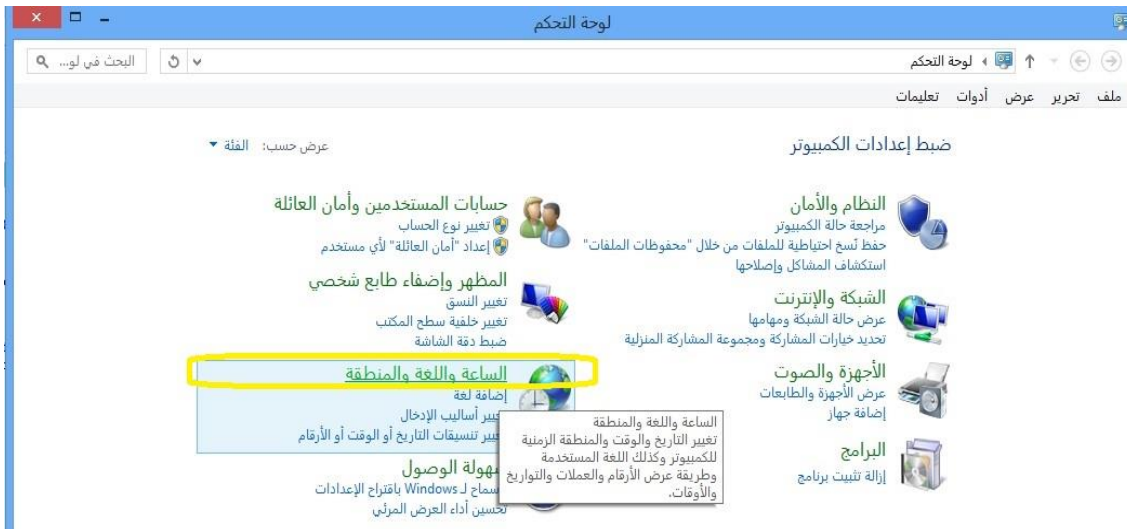 لوحة التحكم
لوحة التحكم
البحث في لو...
ملف تحرير عرض أدوات تعليمات
ضبط إعدادات الكمبيوتر
عرض حسب: الفئة
النظام والأمان
مراجعة حالة الكمبيوتر
حفظ نُسخ احتياطية للملفات من خلال "محفوظات الملفات"
استكشاف المشاكل وإصلاحها
الشبكة والإنترنت
عرض حالة الشبكة ومهامها
تحديد خيارات المشاركة ومجموعة المشاركة المنزلية
الأجهزة والصوت
عرض الأجهزة والطابعات
إضافة جهاز
البرامج
إزالة تثبيت برنامج
حسابات المستخدمين وأمان العائلة
تغيير نوع الحساب
إعداد "أمان العائلة" لأي مستخدم
المظهر وإضفاء طابع شخصي
تغيير النسق
تغيير خلفية سطح المكتب
ضبط دقة الشاشة
الساعة واللغة والمنطقة
إضافة لغة
أساليب الإدخال
تنسيقات التاريخ أو الوقت أو الأرقام
الوصول
لـ Windows باقتراح الإعدادات
تحسين أداء العرض المرئي
الساعة واللغة والمنطقة
تغيير التاريخ والوقت والمنطقة الزمنية
للكمبيوتر وكذلك اللغة المستخدمة
وطريقة عرض الأرقام والعملات والتواريخ
والأوقات.